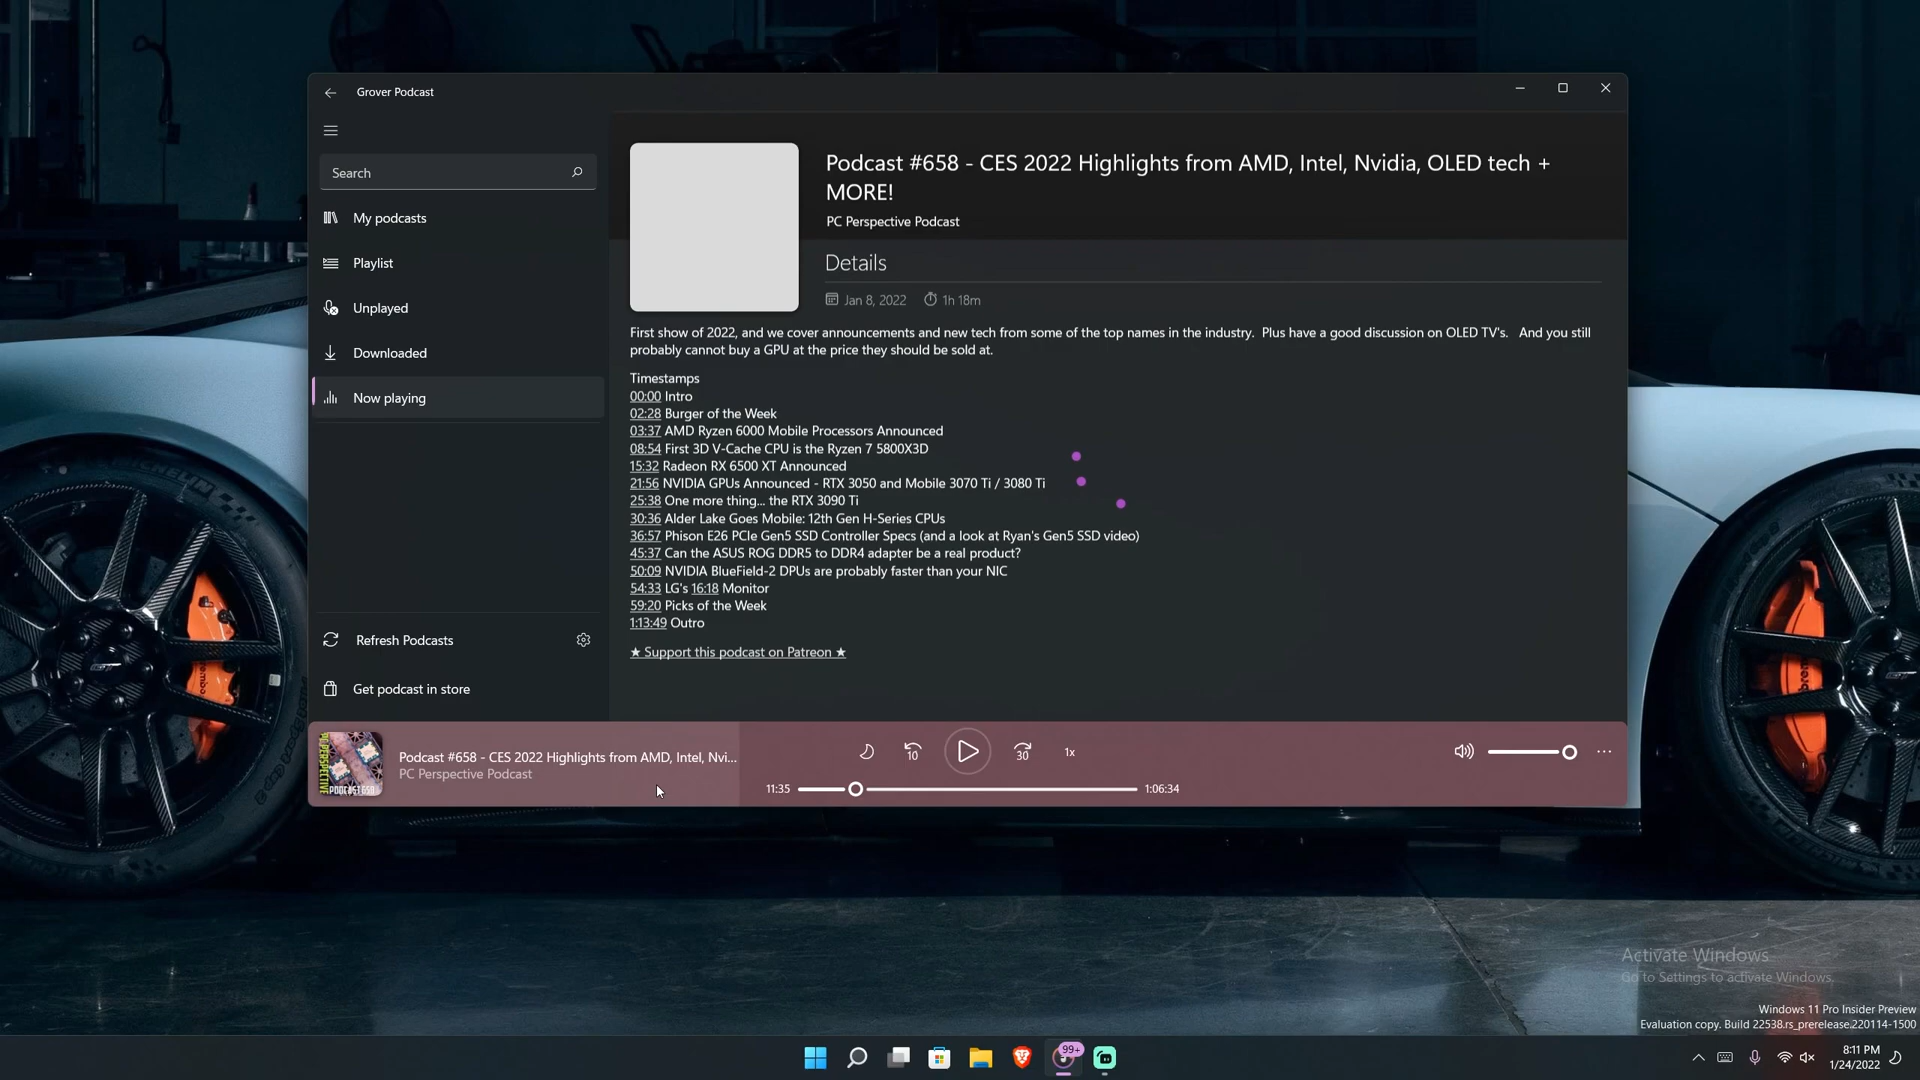 Grover Podcast
Search
My podcasts
Playlist
Unplayed
Downloaded
Now playing
Refresh Podcasts
Get podcast in store
Podcast #658 - CES 2022 Highlights from AMD, Intel, Nvidia, OLED tech +
MORE!
PC Perspective Podcast
Details
Jan 8, 2022 1h 18m
First show of 2022, and we cover announcements and new tech from some of the top names in the industry. Plus have a good discussion on OLED TV's. And you still
probably cannot buy a GPU at the price they should be sold at.
Timestamps
00:00 Intro
02:28 Burger of the Week
03:37 AMD Ryzen 6000 Mobile Processors Announced
08:54 First 3D V-Cache CPU is the Ryzen 7 5800X3D
15:32 Radeon RX 6500 XT Announced
21:56 NVIDIA GPUs Announced - RTX 3050 and Mobile 3070 Ti / 3080 Ti
25:38 One more thing... the RTX 3090 Ti
30:36 Alder Lake Goes Mobile: 12th Gen H-Series CPUs
36:57 Phison E26 PCIe Gen5 SSD Controller Specs (and a look at Ryan's Gen5 SSD video)
45:37 Can the ASUS ROG DDR5 to DDR4 adapter be a real product?
50:09 NVIDIA BlueField-2 DPUs are probably faster than your NIC
54:33 LG's 16:18 Monitor
59:20 Picks of the Week
1:13:49 Outro
★ Support this podcast on Patreon ★
PERSPECTIVE
PODCAST 658
Podcast #658 - CES 2022 Highlights from AMD, Intel, Nvi...
PC Perspective Podcast
10
30
1x
11:35
1:06:34
Activate Windows
Go to Settings to activate Windows.
Windows 11 Pro Insider Preview
Evaluation copy. Build 22538.rs_prerelease.220114-1500
99+
8:11 PM
1/24/2022